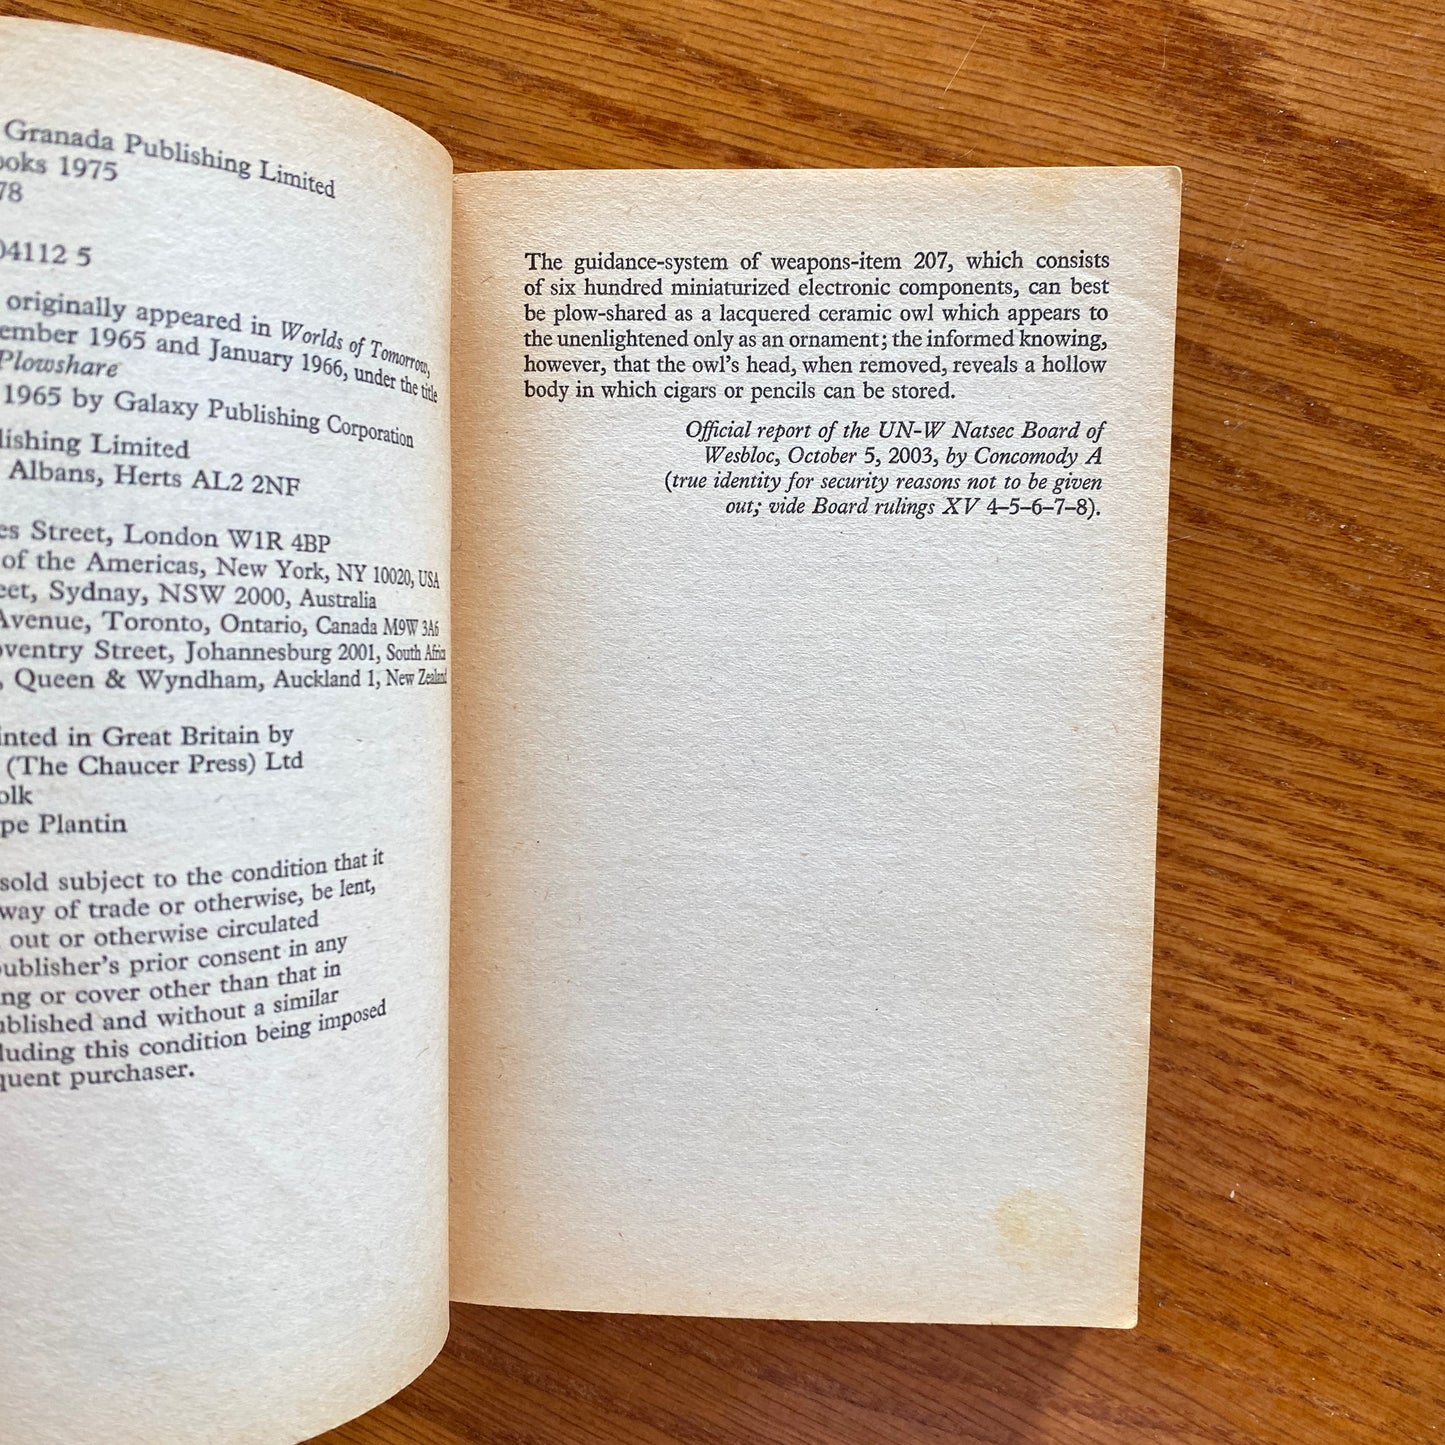 Granada Publishing Limited
ooks 1975
78
04112 5
originally appeared in Worlds of Tomorrow,
ember 1965 and January 1966, under the title
Plowshare
1965 by Galaxy Publishing Corporation
lishing Limited
Albans, Herts AL2 2NF
es Street, London W1R 4BP
of the Americas, New York, NY 10020, USA
eet, Sydnay, NSW 2000, Australia
Avenue, Toronto, Ontario, Canada M9W 3A6
oventry Street, Johannesburg 2001, South Africa
, Queen & Wyndham, Auckland 1, New Zealand
inted in Great Britain by
(The Chaucer Press) Ltd
olk
pe Plantin
sold subject to the condition that it
way of trade or otherwise, be lent,
out or otherwise circulated
publisher's prior consent in any
ng or cover other than that in
ublished and without a similar
luding this condition being imposed
quent purchaser.
The guidance-system of weapons-item 207, which consists
of six hundred miniaturized electronic components, can best
be plow-shared as a lacquered ceramic owl which appears to
the unenlightened only as an ornament; the informed knowing,
however, that the owl's head, when removed, reveals a hollow
body in which cigars or pencils can be stored.
Official report of the UN-W Natsec Board of
Wesbloc, October 5, 2003, by Concomody A
(true identity for security reasons not to be given
out; vide Board rulings XV 4–5–6–7–8).